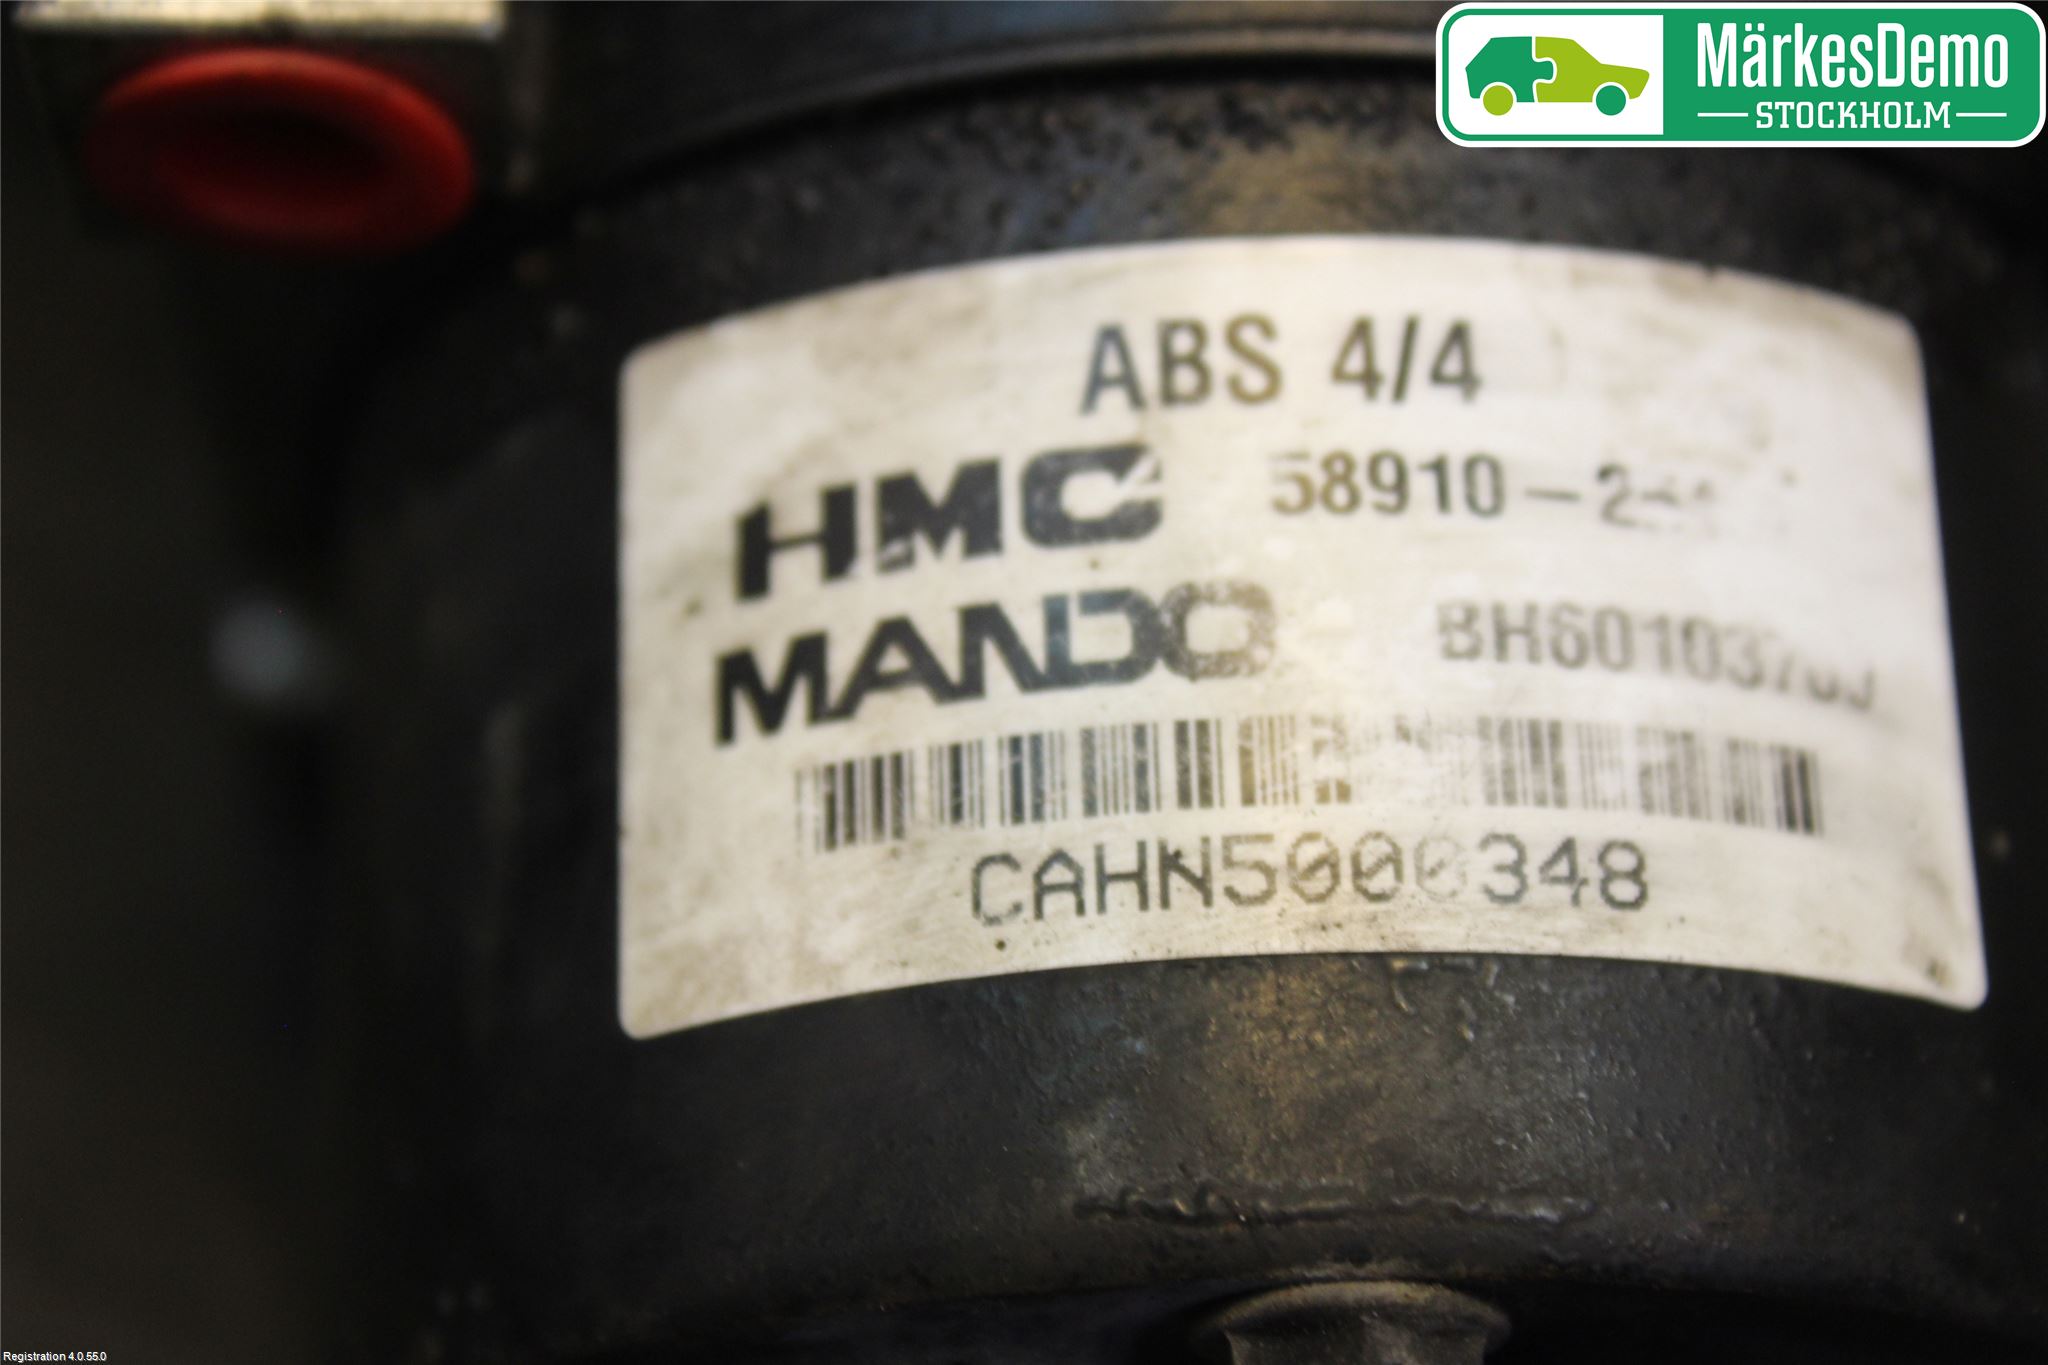 MärkesDemo
STOCKHOLM
ABS 4/4
HMC
MANDO
CAHN5000348
Registration 4.0.55.0